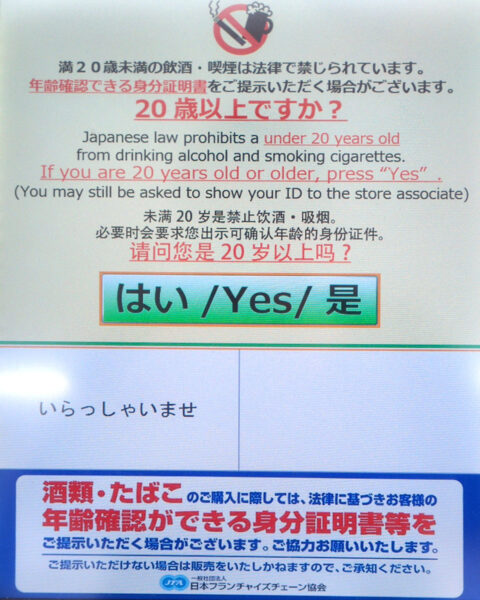 満２０歳未満の飲酒・喫煙は法律で禁じられています。
年齢確認できる身分証明書をご提示いただく場合がございます。
20歳以上ですか？
Japanese law prohibits a under 20 years old
from drinking alcohol and smoking cigarettes.
If you are 20 years old or older, press “Yes” .
(You may still be asked to show your ID to the store associate)
未满 20 岁是禁止饮酒・吸烟。
必要时会要求您出示可确认年龄的身份证件。
请问您是 20 岁以上吗？
はい /Yes/ 是
いらっしゃいませ
酒類・たばこ のご購入に際しては、法律に基づきお客様の
年齢確認ができる身分証明書等を
ご提示いただく場合がございます。ご協力お願いいたします。
ご提示いただけない場合は販売をいたしかねますので、ご承知ください。
JFA 一般社団法人
日本フランチャイズチェーン協会